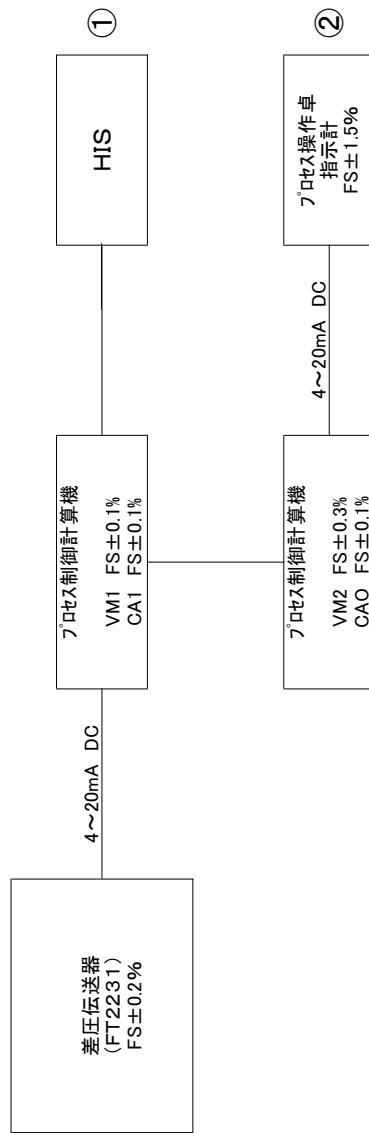 差圧伝送器
(FT2231)
FS±0.2%
4～20mA DC
プロセス制御計算機
VM1 FS±0.1%
CA1 FS±0.1%
HIS
①
プロセス制御計算機
VM2 FS±0.3%
CAO FS±0.1%
4～20mA DC
プロセス操作卓
指示計
FS±1.5%
②